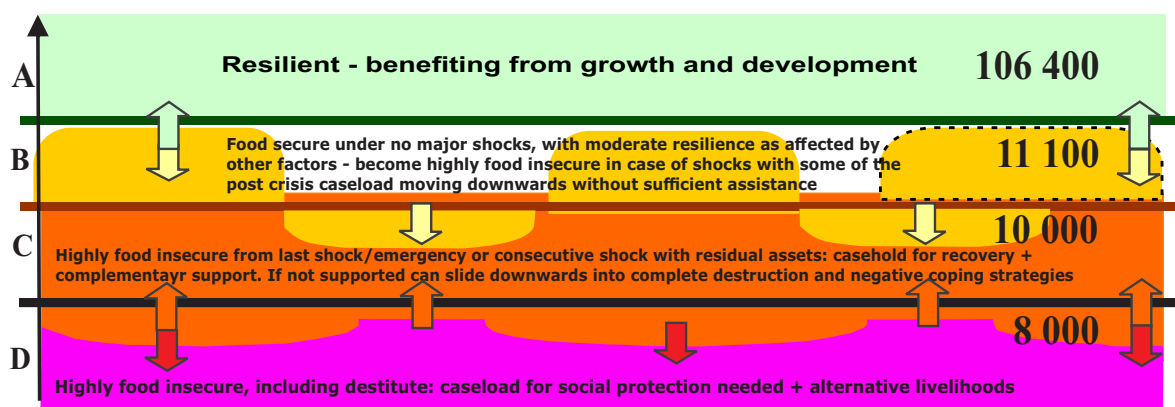 A
Resilient - benefiting from growth and development
106 400
B
Food secure under no major shocks, with moderate resilience as affected by
other factors - become highly food insecure in case of shocks with some of the
post crisis caseload moving downwards without sufficient assistance
11 100
C
10 000
Highly food insecure from last shock/emergency or consecutive shock with residual assets: casehold for recovery +
complementayr support. If not supported can slide downwards into complete destruction and negative coping strategies
8 000
D
Highly food insecure, including destitute: caseload for social protection needed + alternative livelihoods